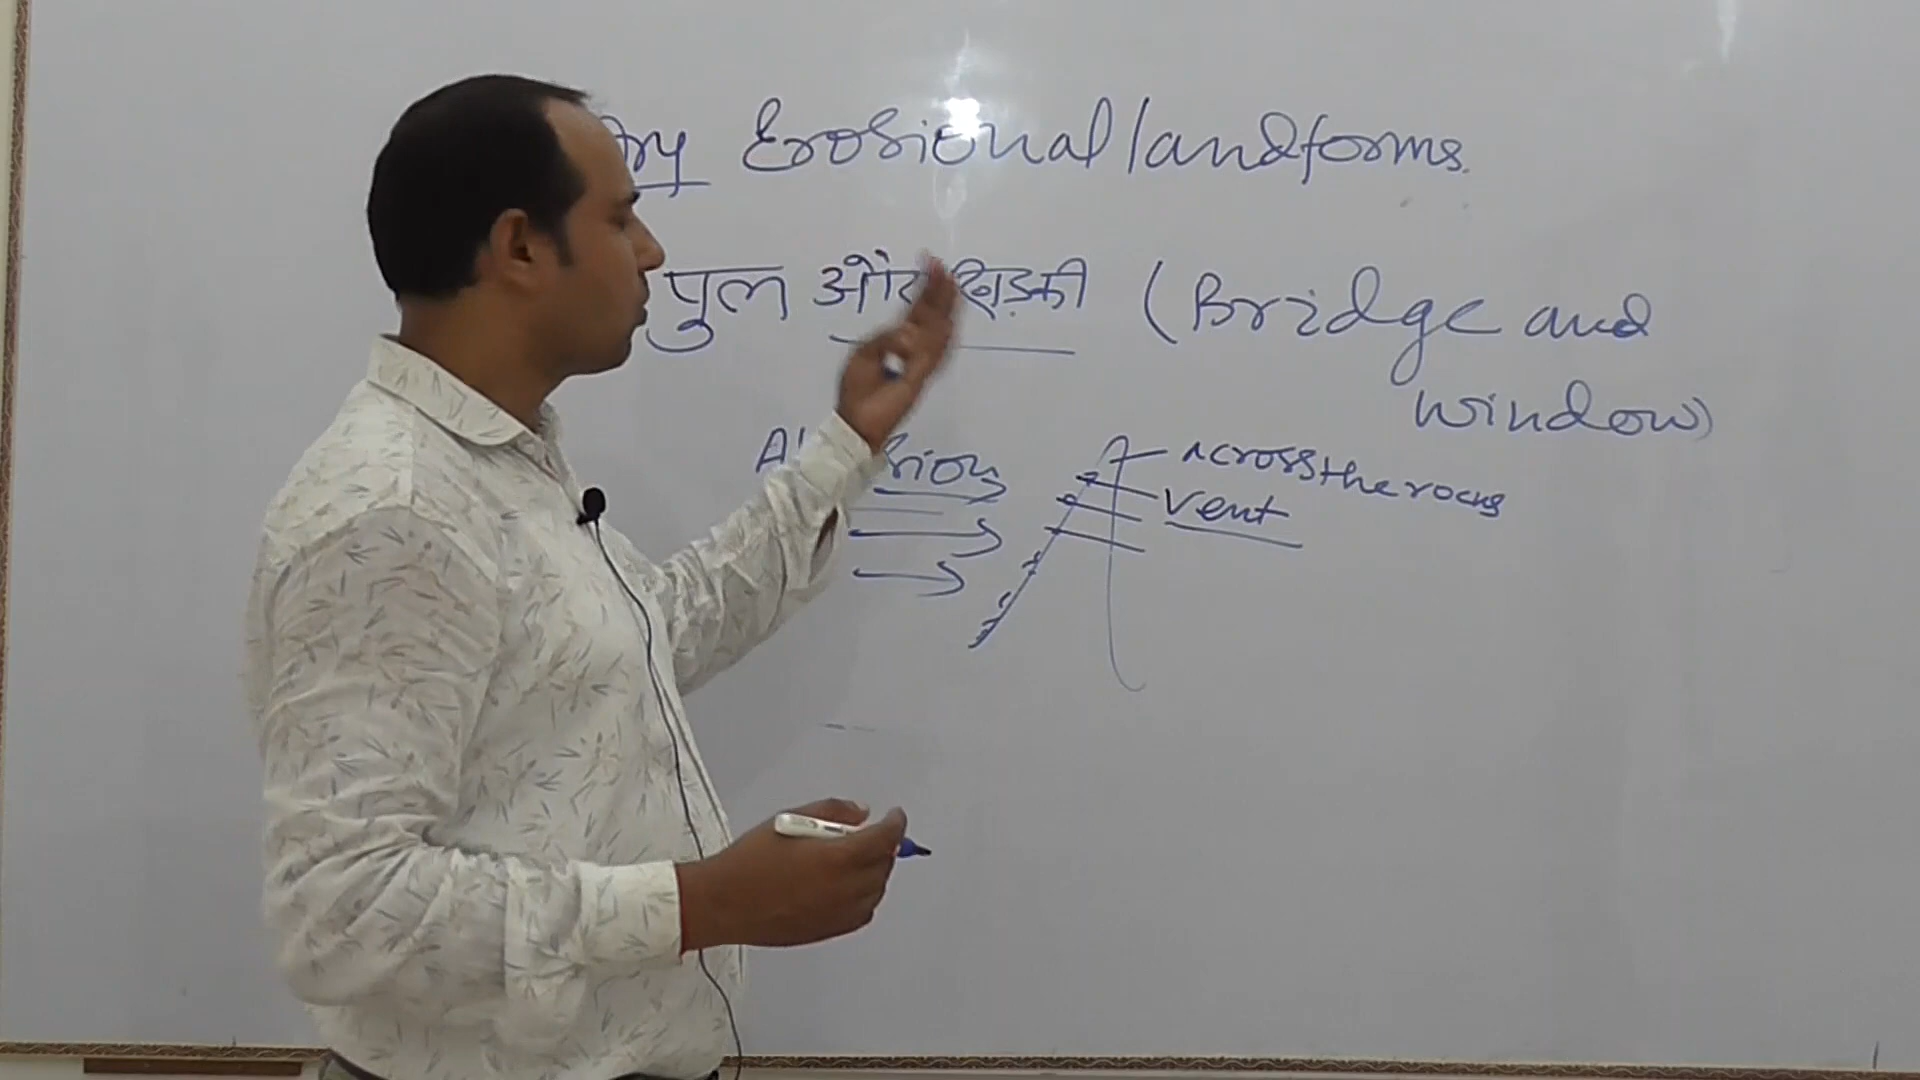 Erosional landforms.
पुल और खिड़की (Bridge and
window)
Across the rocks
Vent